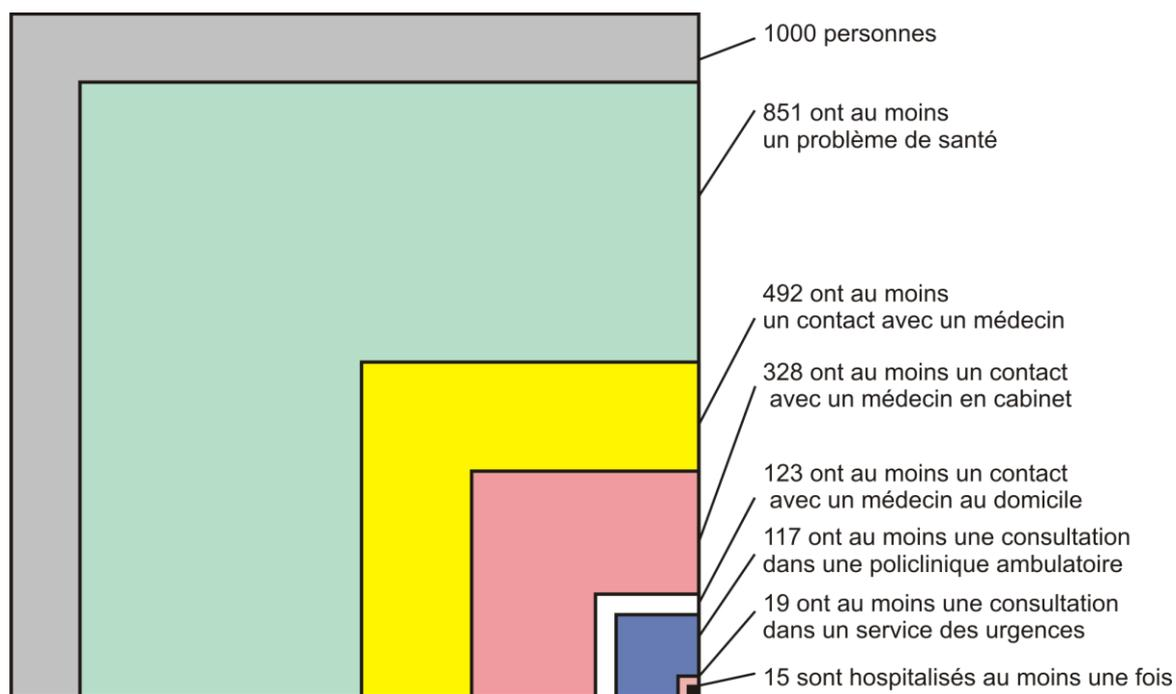 1000 personnes
851 ont au moins
un problème de santé
492 ont au moins
un contact avec un médecin
328 ont au moins un contact
avec un médecin en cabinet
123 ont au moins un contact
avec un médecin au domicile
117 ont au moins une consultation
dans une policlinique ambulatoire
19 ont au moins une consultation
dans un service des urgences
15 sont hospitalisés au moins une fois